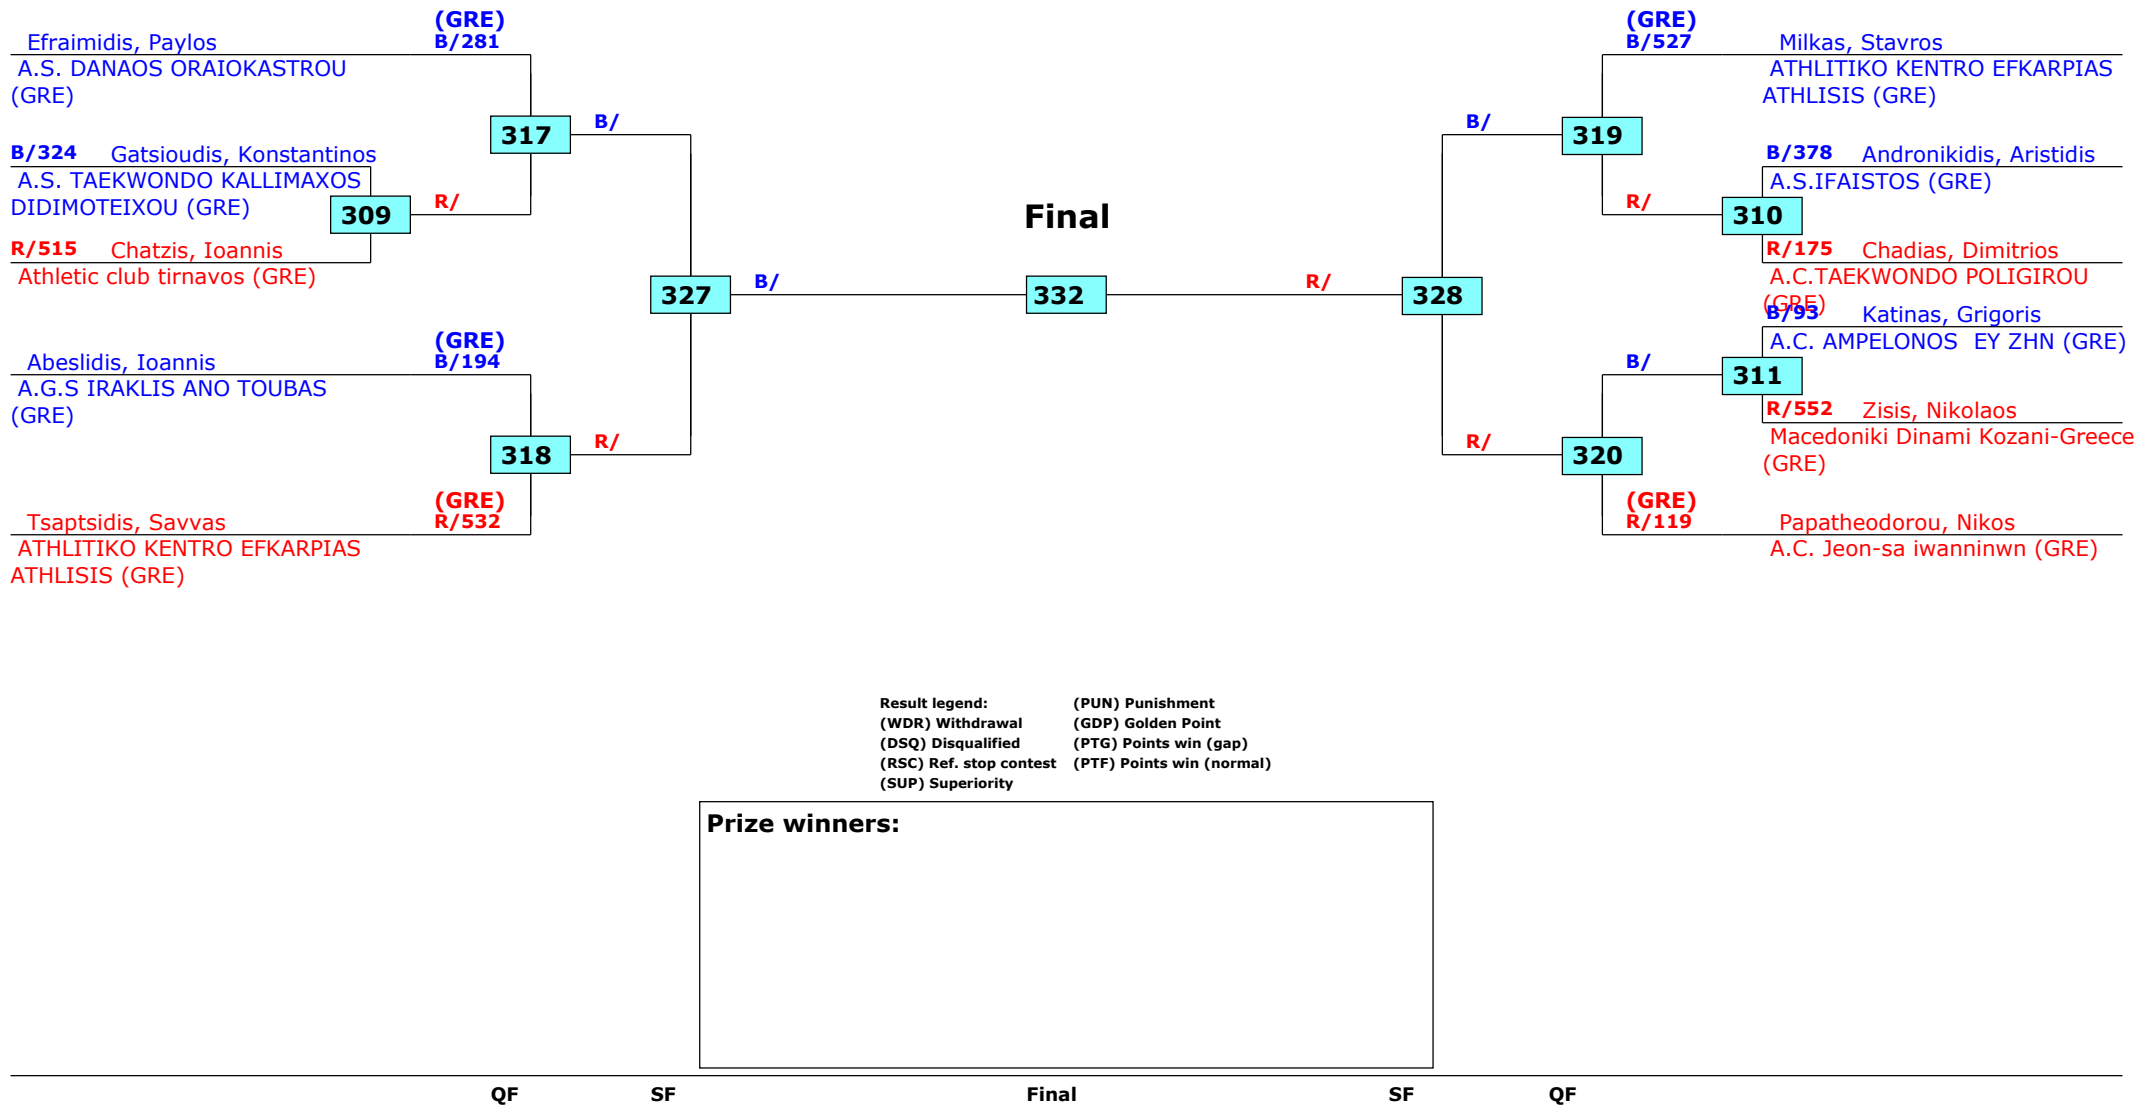 (GRE)
Efraimidis, Paylos B/281
A.S. DANAOS ORAIOKASTROU
(GRE)
317
B/
B/324 Gatsioudis, Konstantinos
A.S. TAEKWONDO KALLIMAXOS
DIDIMOTEIXOU (GRE)
309
R/
R/515 Chatzis, Ioannis
Athletic club tirnavos (GRE)
327
B/
(GRE)
Abeslidis, Ioannis B/194
A.G.S IRAKLIS ANO TOUBAS
(GRE)
318
R/
(GRE)
Tsaptsidis, Savvas R/532
ATHLITIKO KENTRO EFKARPIAS
ATHLISIS (GRE)
Final
332
(GRE)
B/527 Milkas, Stavros
ATHLITIKO KENTRO EFKARPIAS
ATHLISIS (GRE)
B/
319
B/378 Andronikidis, Aristidis
A.S.IFAISTOS (GRE)
R/
310
R/175 Chadias, Dimitrios
A.C.TAEKWONDO POLIGIROU
(GRE)
R/
328
B/93 Katinas, Grigoris
A.C. AMPELONOS  EY ZHN (GRE)
B/
311
R/552 Zisis, Nikolaos
Macedoniki Dinami Kozani-Greece
(GRE)
R/
320
(GRE)
R/119 Papatheodorou, Nikos
A.C. Jeon-sa iwanninwn (GRE)
Result legend: (PUN) Punishment
(WDR) Withdrawal (GDP) Golden Point
(DSQ) Disqualified (PTG) Points win (gap)
(RSC) Ref. stop contest (PTF) Points win (normal)
(SUP) Superiority
Prize winners:
QF SF Final SF QF